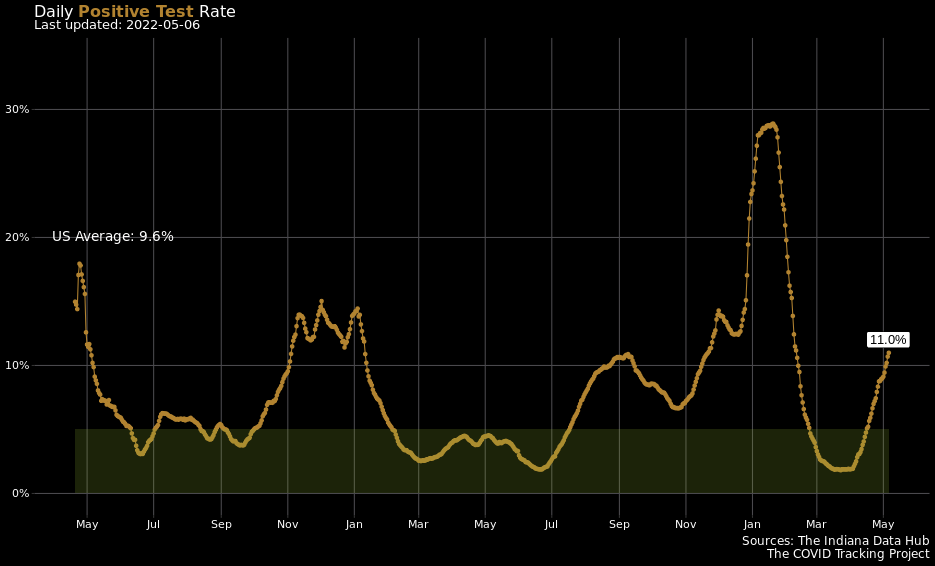 Daily Positive Test Rate
Last updated: 2022-05-06
30%
20%
US Average: 9.6%
11.0%
10%
0%
May Jul Sep Nov Jan Mar May Jul Sep Nov Jan Mar May
Sources: The Indiana Data Hub
The COVID Tracking Project